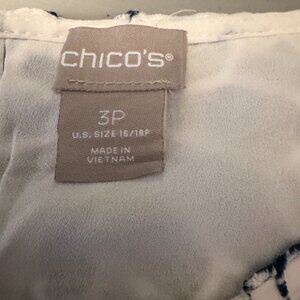 chico's®
3P
U.S. SIZE 16/18P
MADE IN
VIETNAM